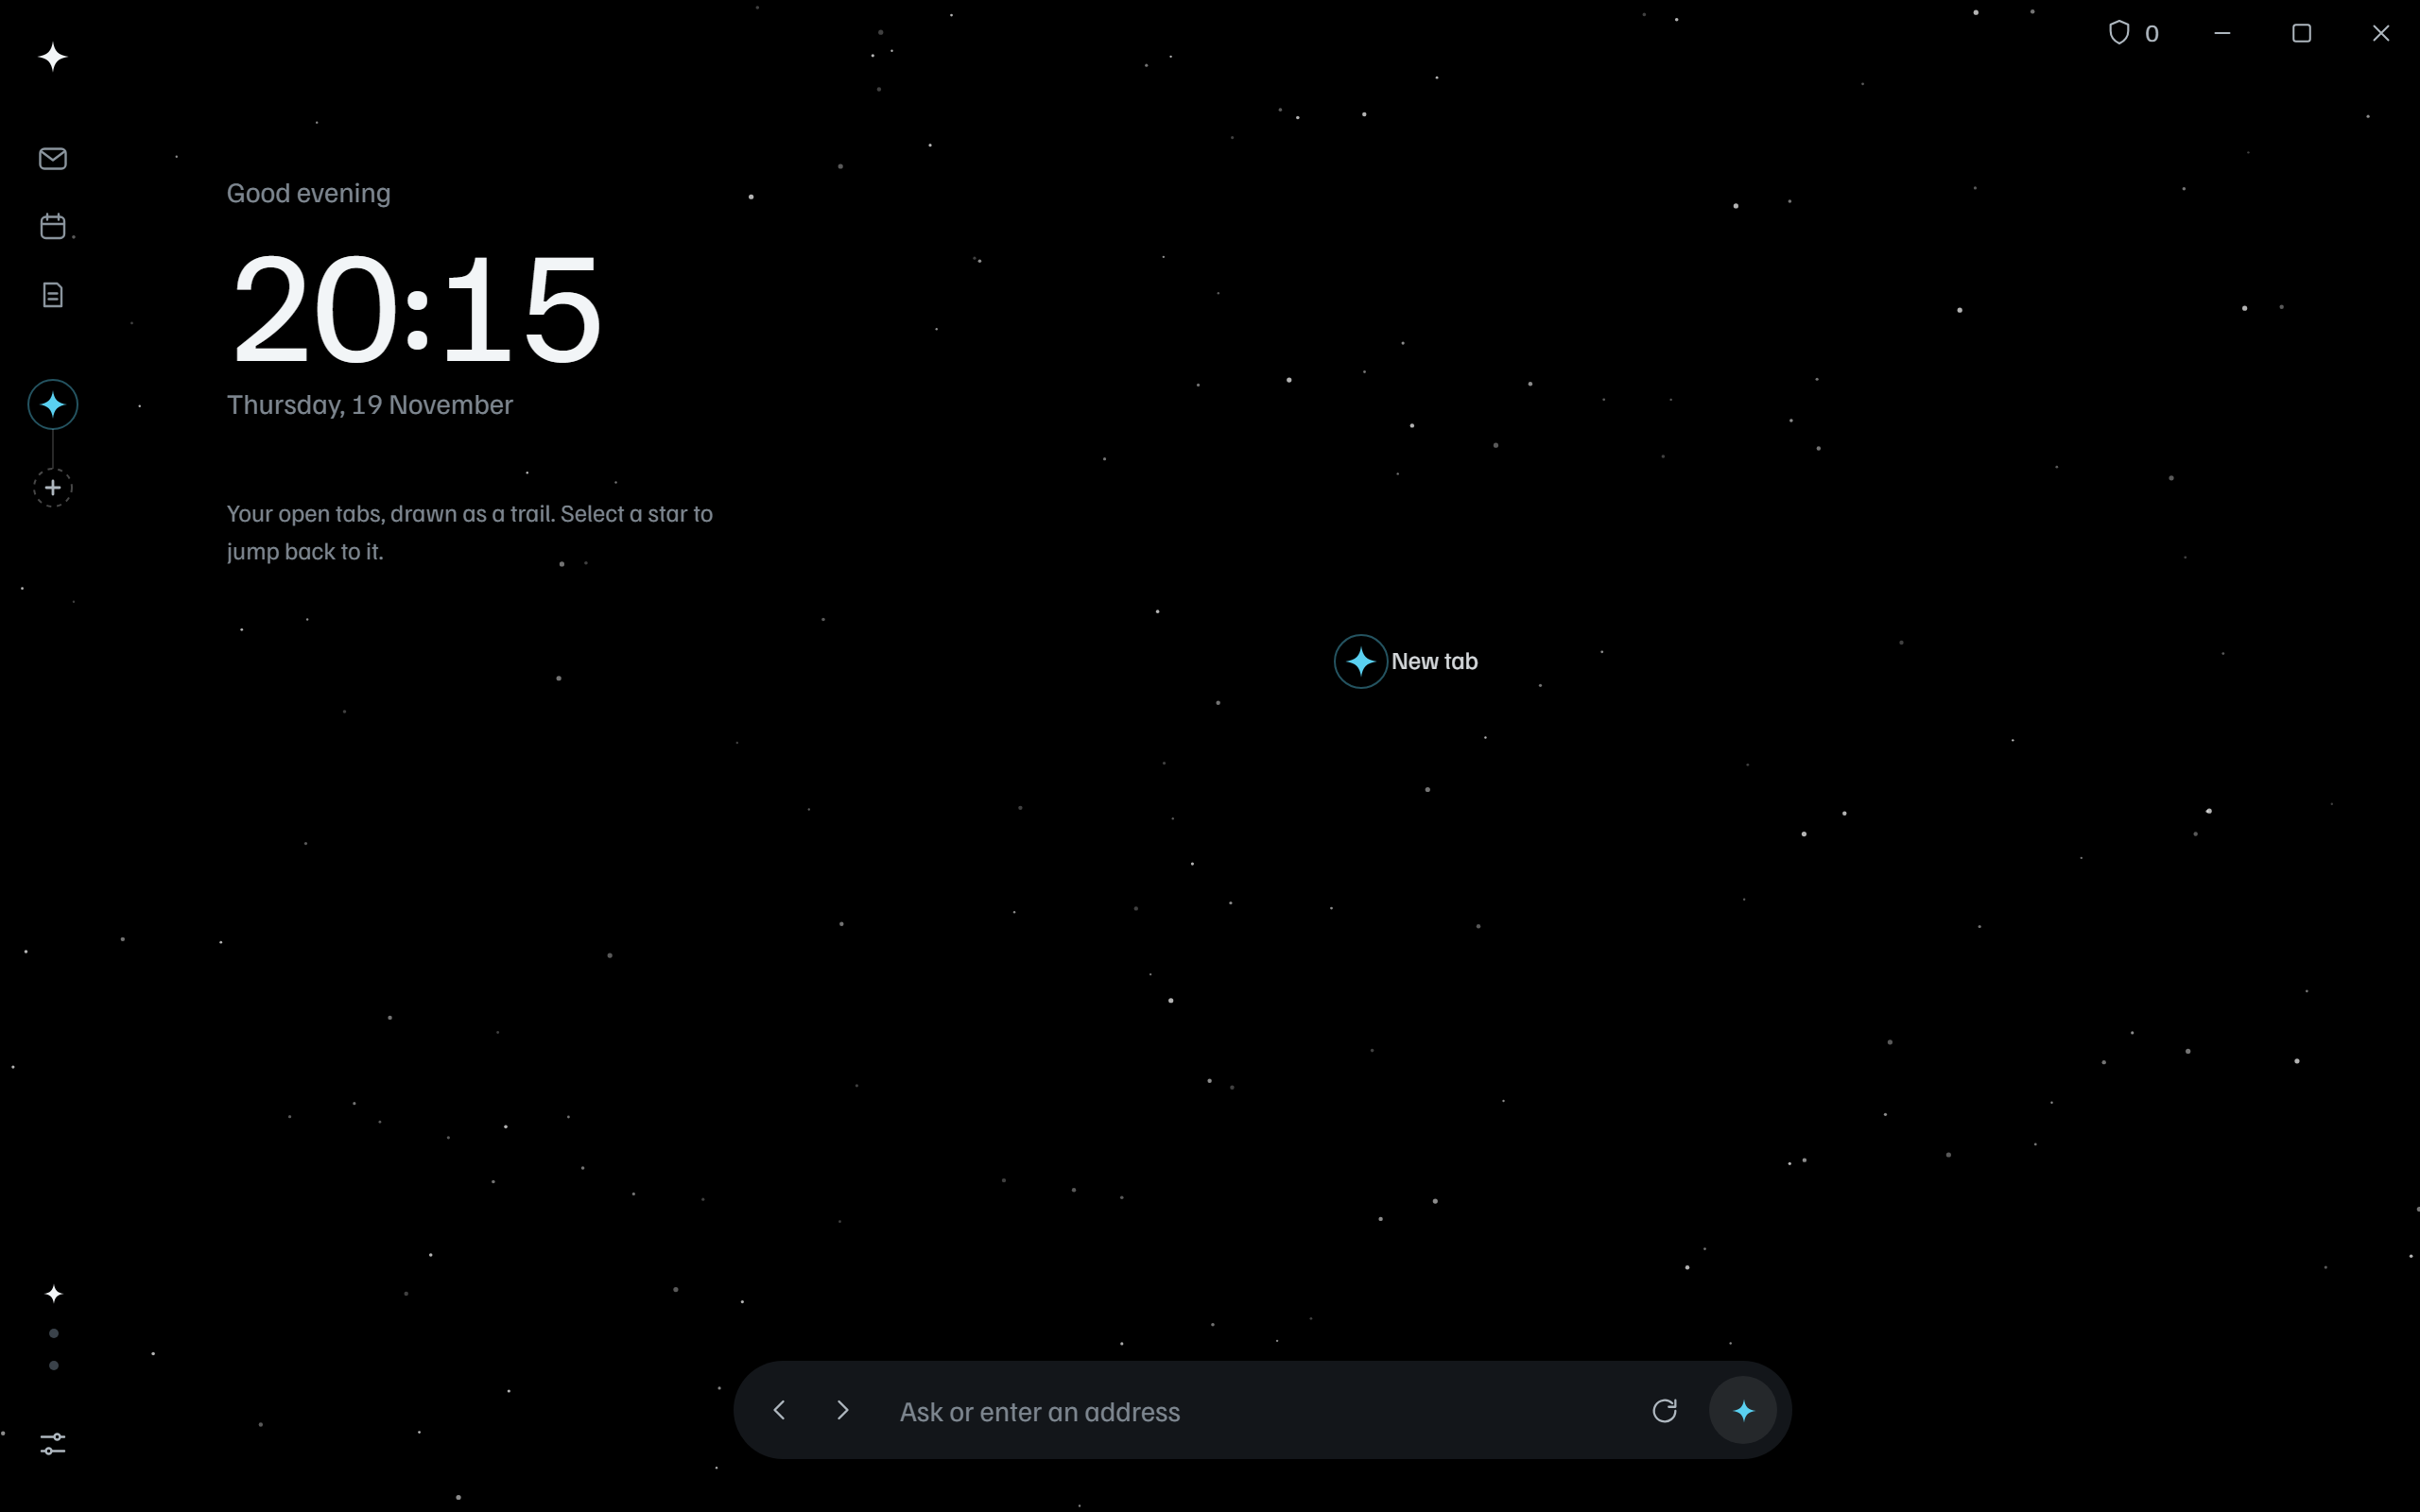 0
Good evening
20:15
Thursday, 19 November
Your open tabs, drawn as a trail. Select a star to
jump back to it.
New tab
Ask or enter an address